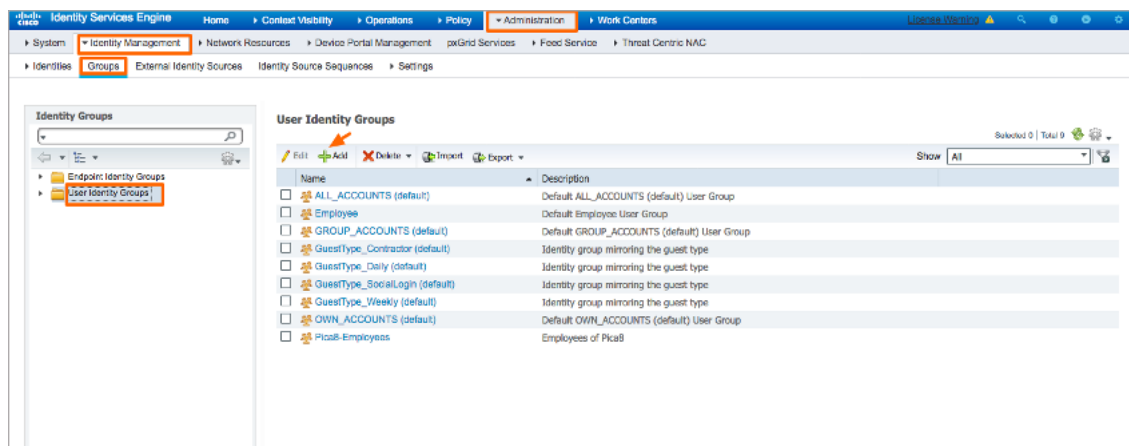 cisco Identity Services Engine Home Context Visibility Operations Policy Administration Work Centers License Warning
System Identity Management Network Resources Device Portal Management pxGrid Services Feed Service Threat Centric NAC
Identities Groups External Identity Sources Identity Source Sequences Settings
Identity Groups
Endpoint Identity Groups
User Identity Groups
User Identity Groups
Selected 0 | Total 9
Edit Add Delete Import Export Show All
Name Description
ALL_ACCOUNTS (default) Default ALL_ACCOUNTS (default) User Group
Employee Default Employee User Group
GROUP_ACCOUNTS (default) Default GROUP_ACCOUNTS (default) User Group
GuestType_Contractor (default) Identity group mirroring the guest type
GuestType_Daily (default) Identity group mirroring the guest type
GuestType_SocialLogin (default) Identity group mirroring the guest type
GuestType_Weekly (default) Identity group mirroring the guest type
OWN_ACCOUNTS (default) Default OWN_ACCOUNTS (default) User Group
Pica8-Employees Employees of Pica8